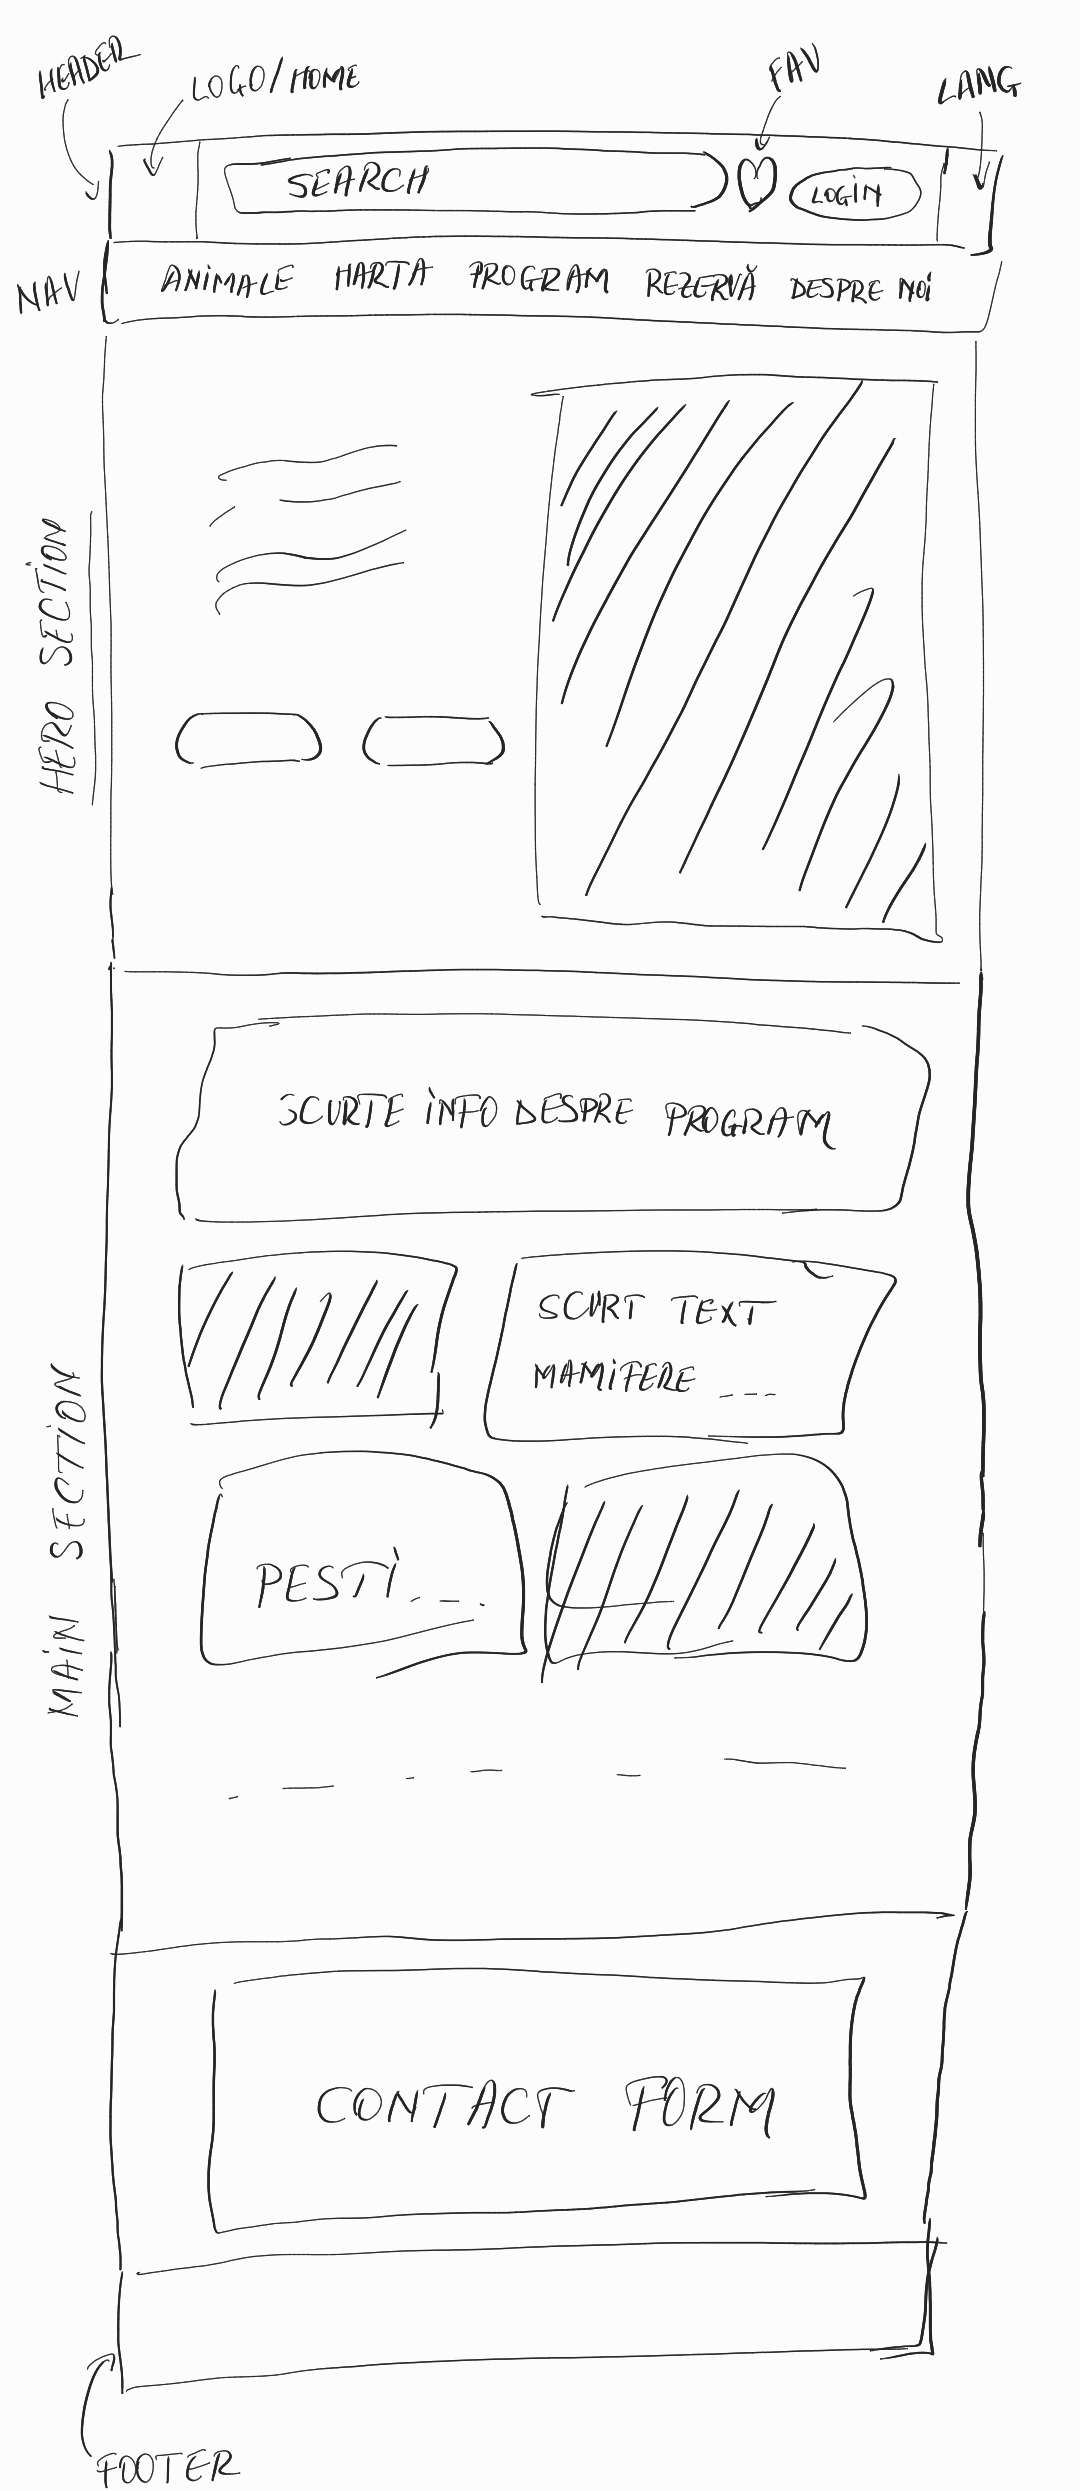 HEADER
LOGO/HOME
FAV
LANG
SEARCH
LOGIN
NAV
ANIMALE HARTA PROGRAM REZERVĂ DESPRE NOI
HERO SECTION
SCURTE INFO DESPRE PROGRAM
MAIN SECTION
SCURT TEXT
MAMIFERE ---
PESTI ---
CONTACT FORM
FOOTER